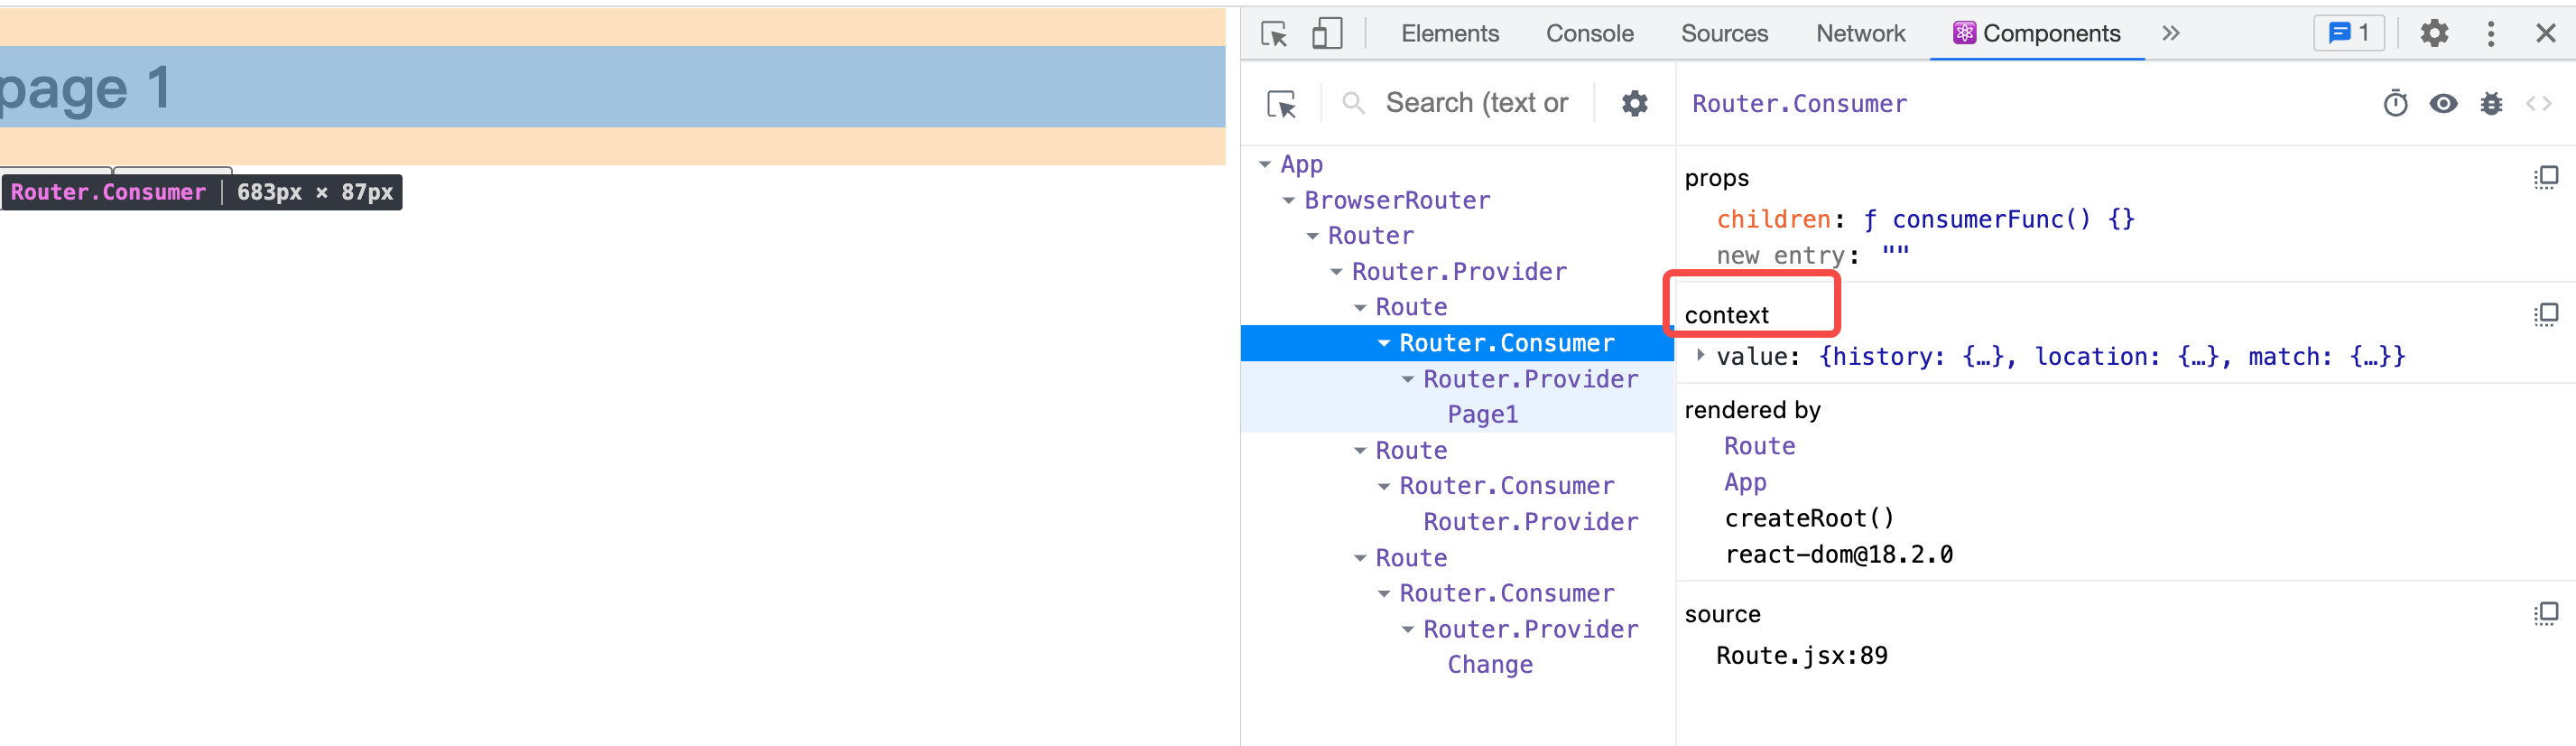 page 1
Router.Consumer 683px × 87px
Elements Console Sources Network Components » 1
Search (text or
App
BrowserRouter
Router
Router.Provider
Route
Router.Consumer
Router.Provider
Page1
Route
Router.Consumer
Router.Provider
Route
Router.Consumer
Router.Provider
Change
Router.Consumer
props
children: ƒ consumerFunc() {}
new entry: ""
context
value: {history: {…}, location: {…}, match: {…}}
rendered by
Route
App
createRoot()
react-dom@18.2.0
source
Route.jsx:89